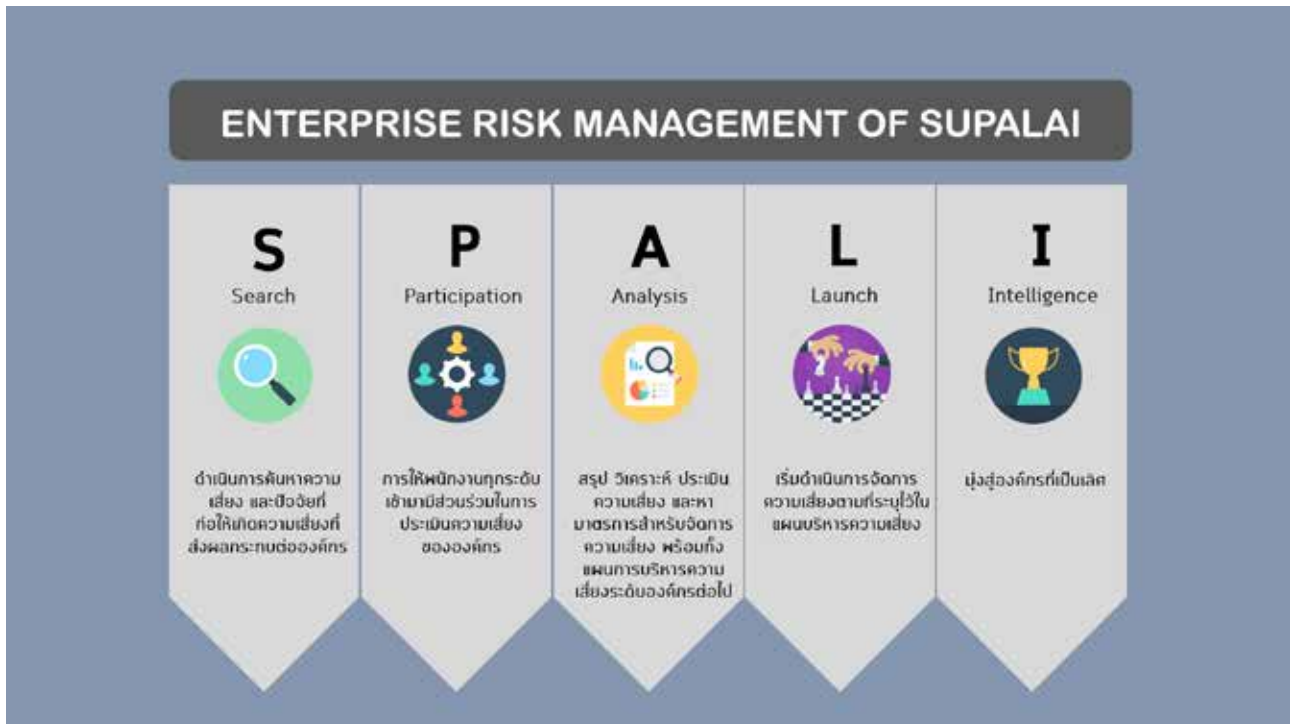 ENTERPRISE RISK MANAGEMENT OF SUPALAI
S
Search
ดำเนินการค้นหาความ
เสี่ยง และปัจจัยที่
ก่อให้เกิดความเสี่ยงที่
ส่งผลกระทบต่อองค์กร
P
Participation
การให้พนักงานทุกระดับ
เข้ามามีส่วนร่วมในการ
ประเมินความเสี่ยง
ขององค์กร
A
Analysis
สรุป วิเคราะห์ ประเมิน
ความเสี่ยง และหา
มาตรการสำหรับจัดการ
ความเสี่ยง พร้อมทั้ง
แผนการบริหารความ
เสี่ยงระดับองค์กรต่อไป
L
Launch
เริ่มดำเนินการจัดการ
ความเสี่ยงตามที่ระบุไว้ใน
แผนบริหารความเสี่ยง
I
Intelligence
มุ่งสู่องค์กรที่เป็นเลิศ